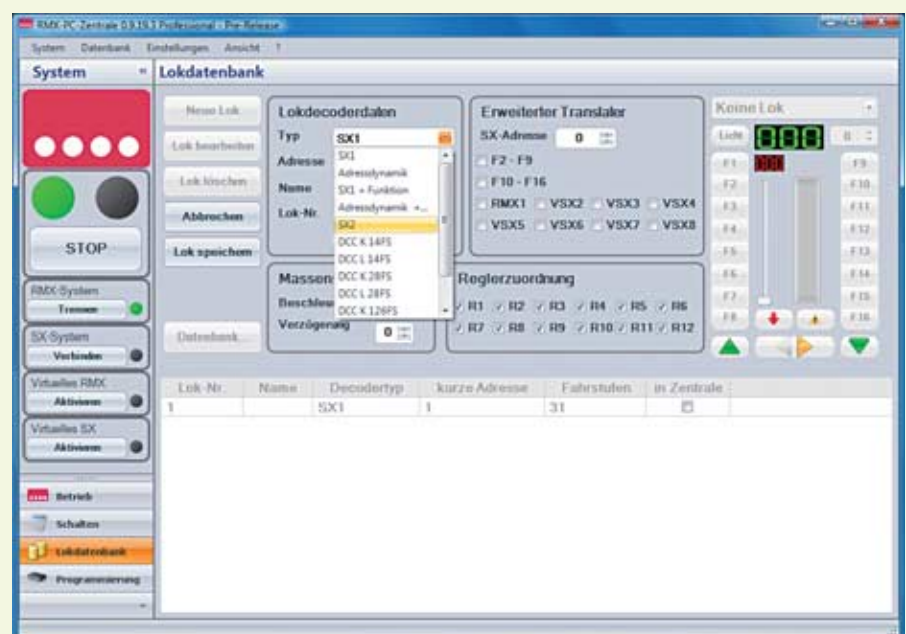 RMX-PC-Zentrale 0.9.19.3 Professional - Pre-Release
System Datenbank Einstellungen Ansicht ?
System «
Lokdatenbank
Neue Lok
Lok bearbeiten
Lok löschen
Abbrechen
Lok speichern
Datenbank
Lokdecoderdaten
Typ SX1
Adresse
Name
Lok-Nr.
SX1
Adressdynamik
SX1 + Funktion
Adressdynamik +...
SX2
DCC K 14FS
DCC L 14FS
DCC K 28FS
DCC L 28FS
DCC K 126FS
Massen
Beschleu
Verzögerung 0
Erweiterter Translater
SX-Adresse 0
F2 - F9
F10 - F16
RMX1 VSX2 VSX3 VSX4
VSX5 VSX6 VSX7 VSX8
Reglerzuordnung
R1 R2 R3 R4 R5 R6
R7 R8 R9 R10 R11 R12
Keine Lok
Licht 888 0
F1 F9
F2 F10
F3 F11
F4 F12
F5 F13
F6 F14
F7 F15
F8 F16
STOP
RMX-System
Trennen
SX-System
Verbinden
Virtuelles RMX
Aktivieren
Virtuelles SX
Aktivieren
Betrieb
Schalten
Lokdatenbank
Programmierung
Lok-Nr. Name Decodertyp kurze Adresse Fahrstufen in Zentrale
1 SX1 1 31